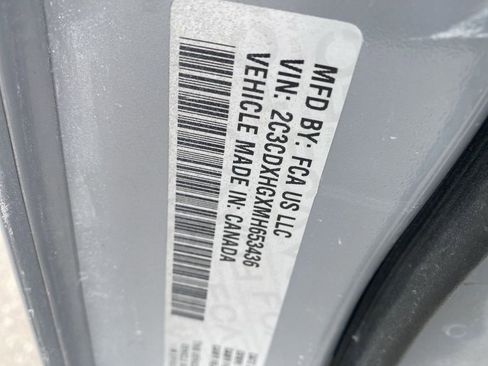 MFD BY: FCA US LLC
VIN: 2C3CDXHGXMH653436
VEHICLE MADE IN: CANADA